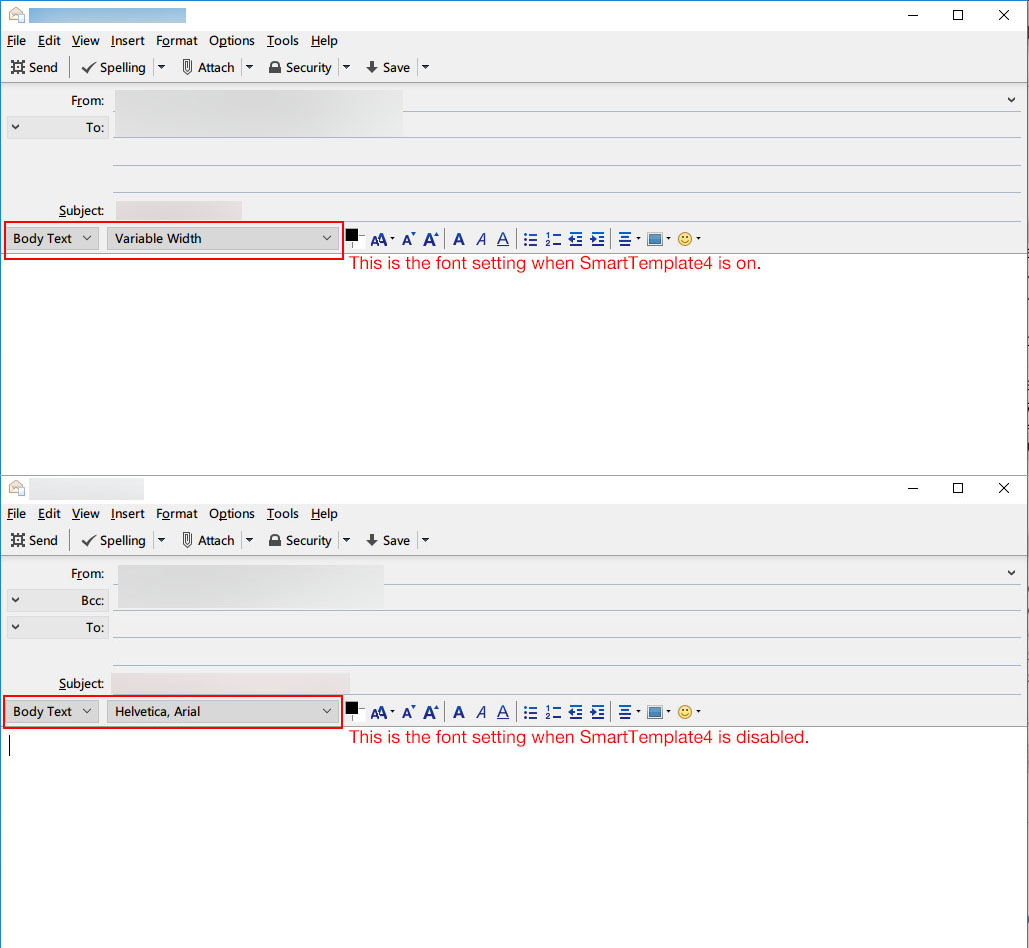 File Edit View Insert Format Options Tools Help
Send Spelling Attach Security Save
From:
To:
Subject:
Body Text Variable Width
This is the font setting when SmartTemplate4 is on.
File Edit View Insert Format Options Tools Help
Send Spelling Attach Security Save
From:
Bcc:
To:
Subject:
Body Text Helvetica, Arial
This is the font setting when SmartTemplate4 is disabled.